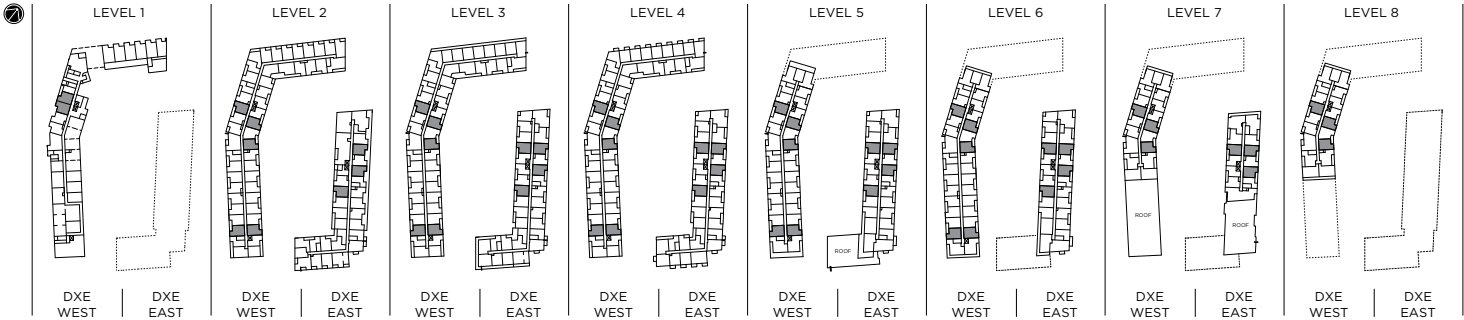 LEVEL 1
LEVEL 2
LEVEL 3
LEVEL 4
LEVEL 5
LEVEL 6
LEVEL 7
LEVEL 8
ROOF
ROOF
ROOF
DXE WEST
DXE EAST
DXE WEST
DXE EAST
DXE WEST
DXE EAST
DXE WEST
DXE EAST
DXE WEST
DXE EAST
DXE WEST
DXE EAST
DXE WEST
DXE EAST
DXE WEST
DXE EAST